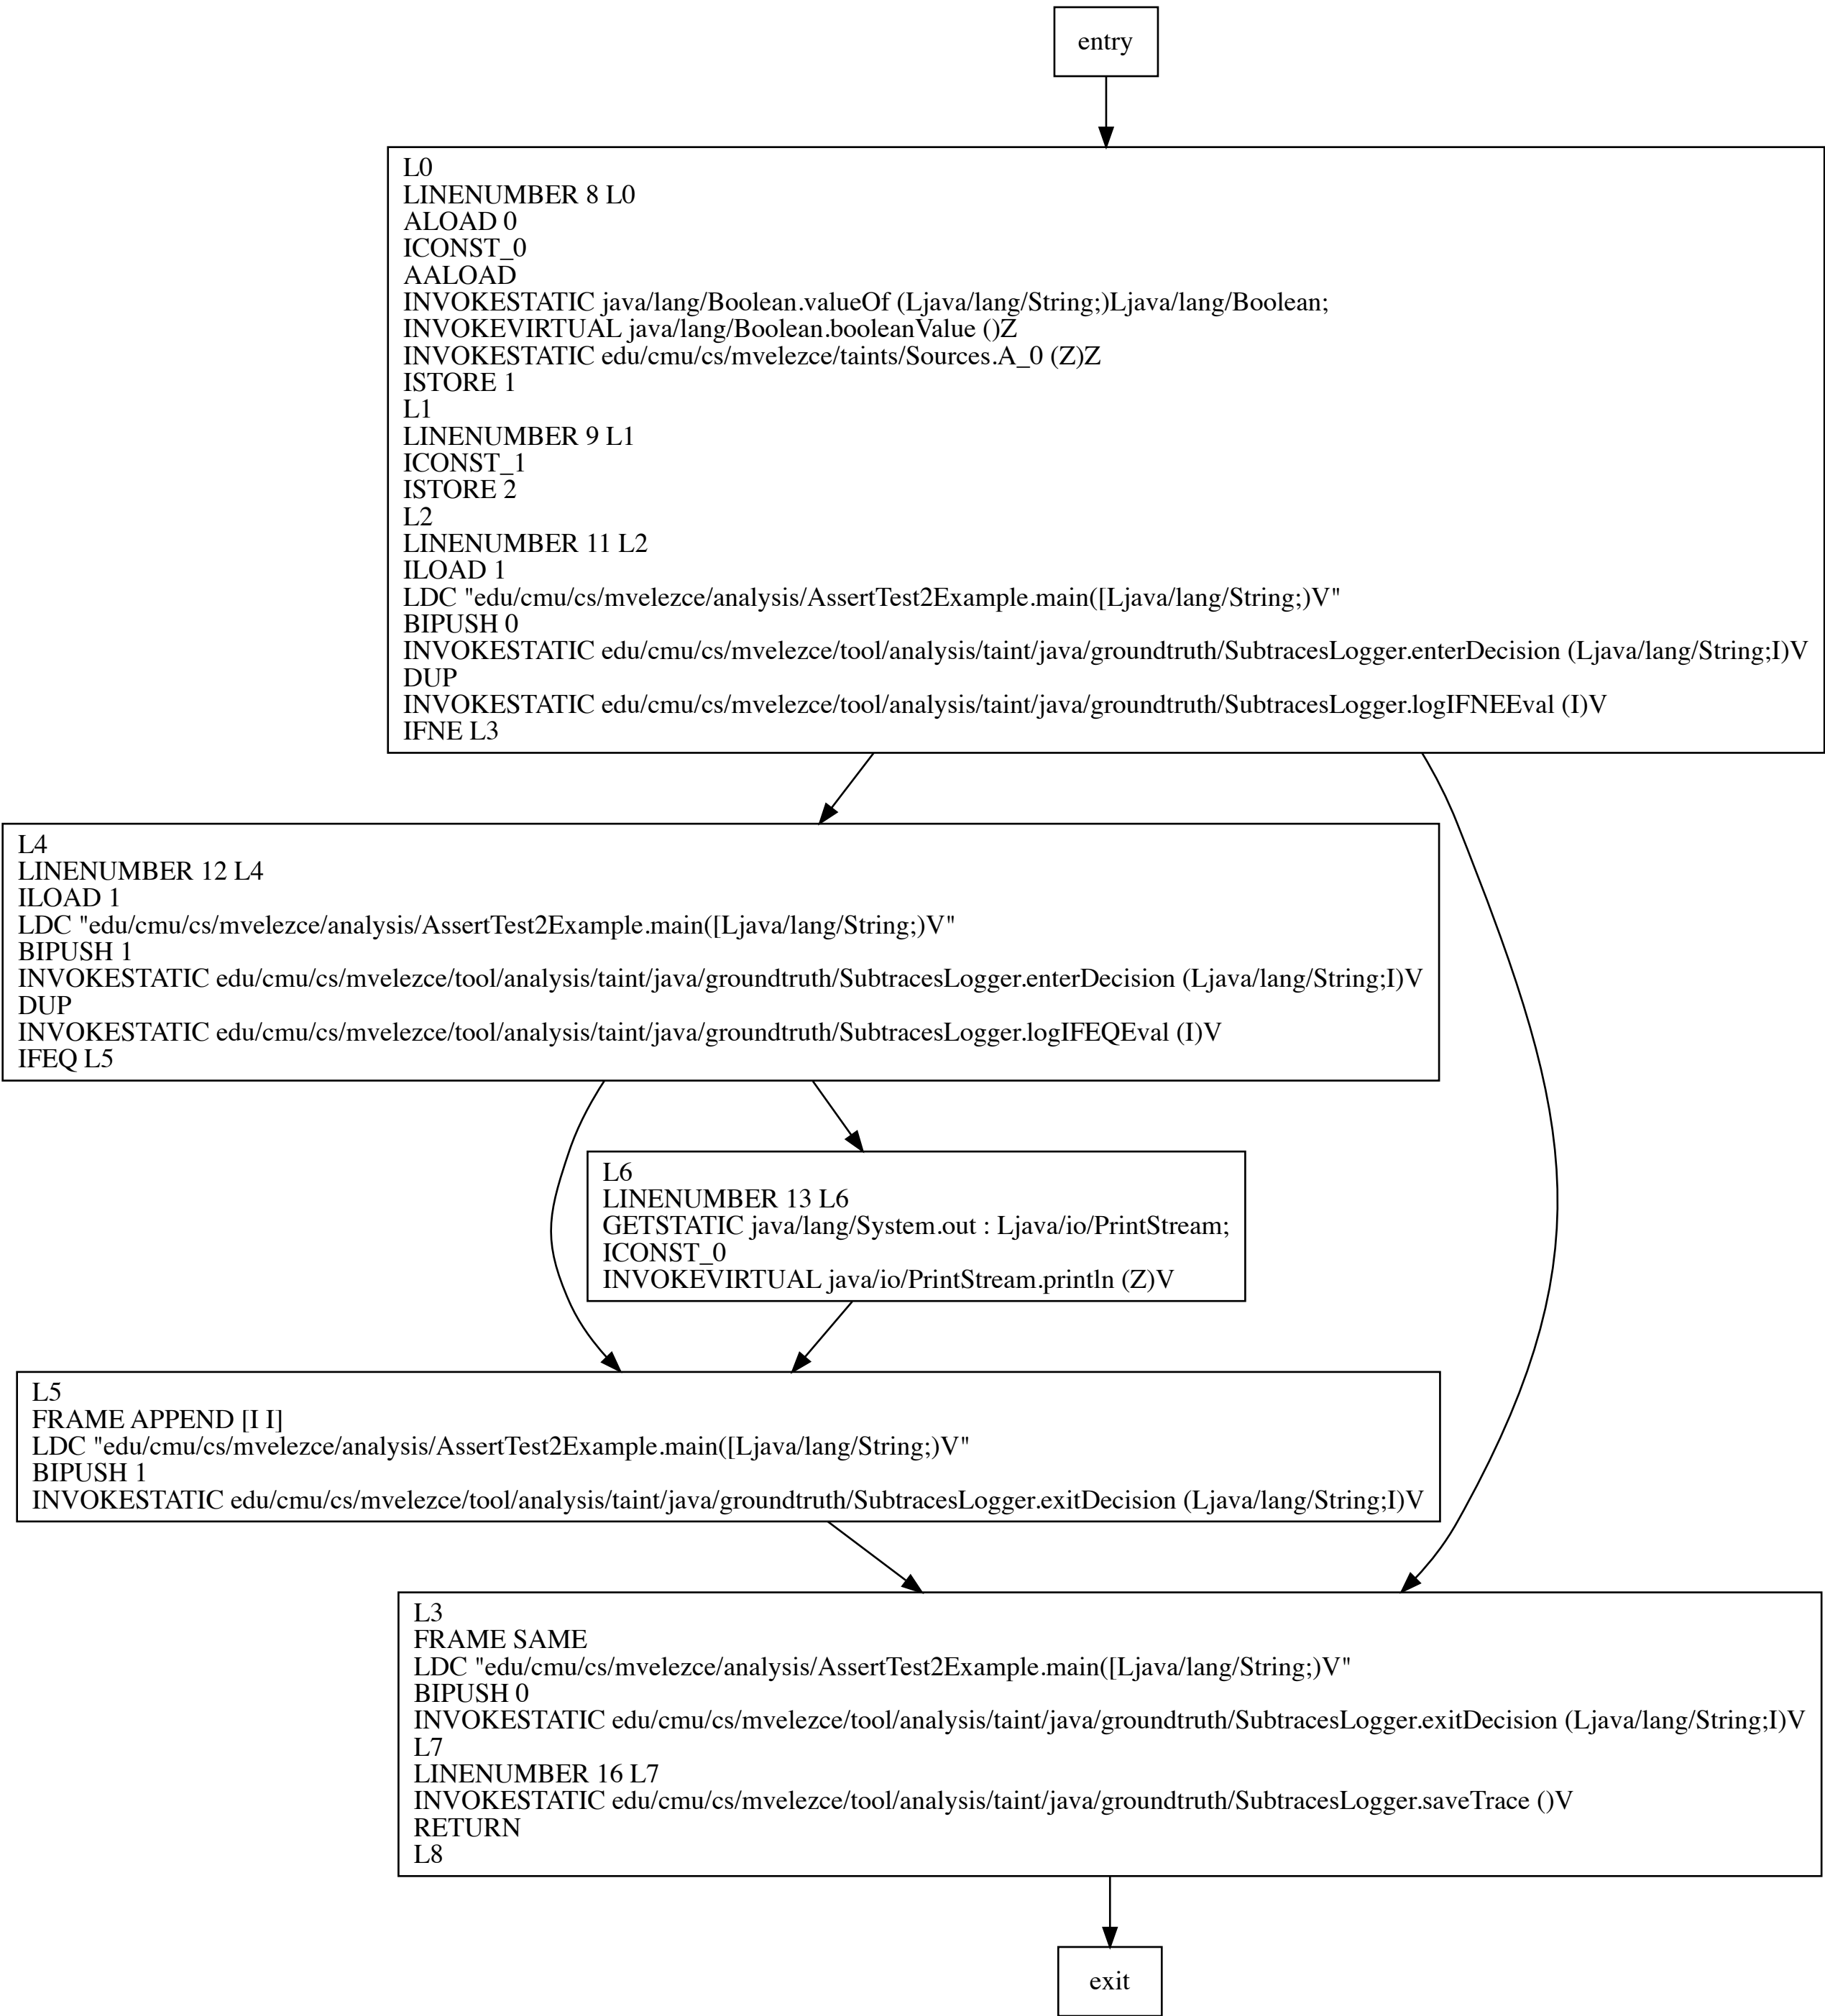 entry
L0
LINENUMBER 8 L0
ALOAD 0
ICONST_0
AALOAD
INVOKESTATIC java/lang/Boolean.valueOf (Ljava/lang/String;)Ljava/lang/Boolean;
INVOKEVIRTUAL java/lang/Boolean.booleanValue ()Z
INVOKESTATIC edu/cmu/cs/mvelezce/taints/Sources.A_0 (Z)Z
ISTORE 1
L1
LINENUMBER 9 L1
ICONST_1
ISTORE 2
L2
LINENUMBER 11 L2
ILOAD 1
LDC "edu/cmu/cs/mvelezce/analysis/AssertTest2Example.main([Ljava/lang/String;)V"
BIPUSH 0
INVOKESTATIC edu/cmu/cs/mvelezce/tool/analysis/taint/java/groundtruth/SubtracesLogger.enterDecision (Ljava/lang/String;I)V
DUP
INVOKESTATIC edu/cmu/cs/mvelezce/tool/analysis/taint/java/groundtruth/SubtracesLogger.logIFNEEval (I)V
IFNE L3
L4
LINENUMBER 12 L4
ILOAD 1
LDC "edu/cmu/cs/mvelezce/analysis/AssertTest2Example.main([Ljava/lang/String;)V"
BIPUSH 1
INVOKESTATIC edu/cmu/cs/mvelezce/tool/analysis/taint/java/groundtruth/SubtracesLogger.enterDecision (Ljava/lang/String;I)V
DUP
INVOKESTATIC edu/cmu/cs/mvelezce/tool/analysis/taint/java/groundtruth/SubtracesLogger.logIFEQEval (I)V
IFEQ L5
L6
LINENUMBER 13 L6
GETSTATIC java/lang/System.out : Ljava/io/PrintStream;
ICONST_0
INVOKEVIRTUAL java/io/PrintStream.println (Z)V
L5
FRAME APPEND [I I]
LDC "edu/cmu/cs/mvelezce/analysis/AssertTest2Example.main([Ljava/lang/String;)V"
BIPUSH 1
INVOKESTATIC edu/cmu/cs/mvelezce/tool/analysis/taint/java/groundtruth/SubtracesLogger.exitDecision (Ljava/lang/String;I)V
L3
FRAME SAME
LDC "edu/cmu/cs/mvelezce/analysis/AssertTest2Example.main([Ljava/lang/String;)V"
BIPUSH 0
INVOKESTATIC edu/cmu/cs/mvelezce/tool/analysis/taint/java/groundtruth/SubtracesLogger.exitDecision (Ljava/lang/String;I)V
L7
LINENUMBER 16 L7
INVOKESTATIC edu/cmu/cs/mvelezce/tool/analysis/taint/java/groundtruth/SubtracesLogger.saveTrace ()V
RETURN
L8
exit